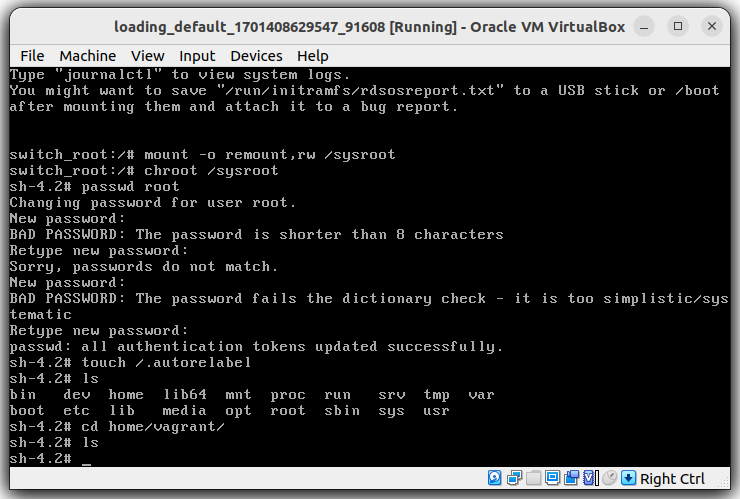 loading_default_1701408629547_91608 [Running] - Oracle VM VirtualBox
File Machine View Input Devices Help
Type "journalctl" to view system logs.
You might want to save "/run/initramfs/rdsosreport.txt" to a USB stick or /boot
after mounting them and attach it to a bug report.
switch_root:/# mount -o remount,rw /sysroot
switch_root:/# chroot /sysroot
sh-4.2# passwd root
Changing password for user root.
New password:
BAD PASSWORD: The password is shorter than 8 characters
Retype new password:
Sorry, passwords do not match.
New password:
BAD PASSWORD: The password fails the dictionary check - it is too simplistic/sys
tematic
Retype new password:
passwd: all authentication tokens updated successfully.
sh-4.2# touch /.autorelabel
sh-4.2# ls
bin dev home lib64 mnt proc run srv tmp var
boot etc lib media opt root sbin sys usr
sh-4.2# cd home/vagrant/
sh-4.2# ls
sh-4.2# _
Right Ctrl